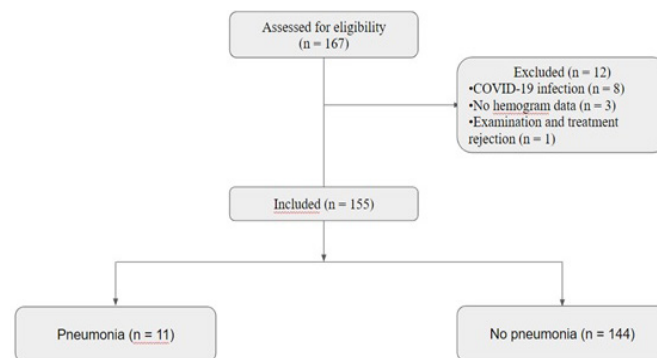 Assessed for eligibility
(n = 167)
Excluded (n = 12)
•COVID-19 infection (n = 8)
•No hemogram data (n = 3)
•Examination and treatment
rejection (n = 1)
Included (n = 155)
Pneumonia (n = 11)
No pneumonia (n = 144)